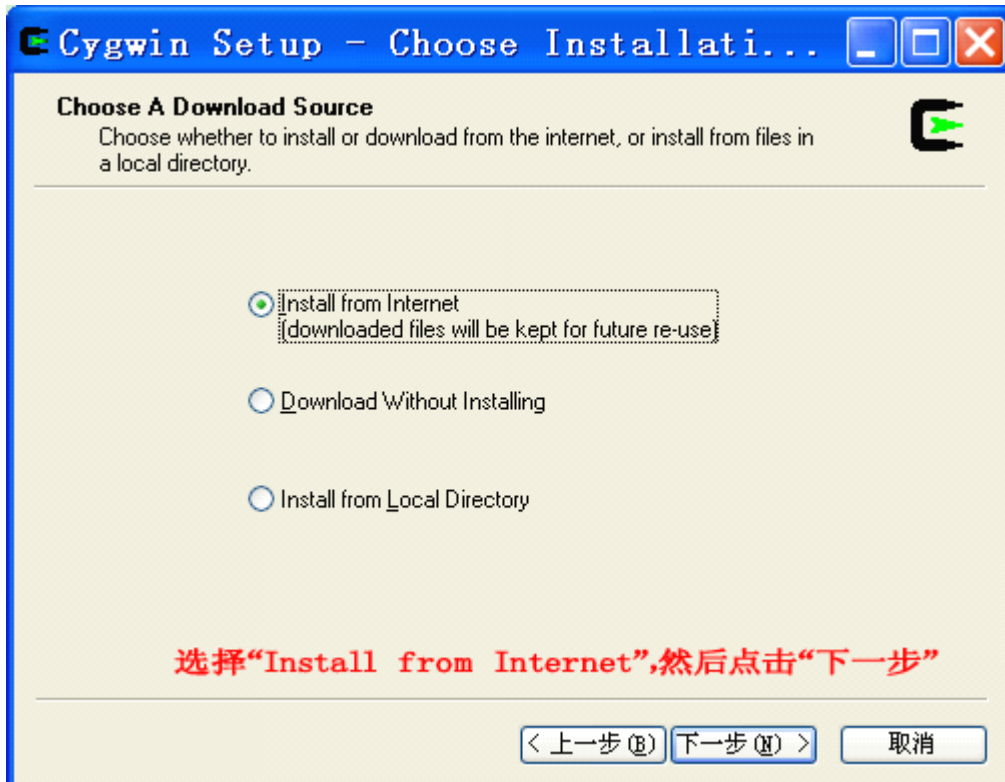 Cygwin Setup - Choose Installati...
Choose A Download Source
Choose whether to install or download from the internet, or install from files in
a local directory.
Install from Internet
(downloaded files will be kept for future re-use)
Download Without Installing
Install from Local Directory
选择“Install from Internet”,然后点击“下一步”
< 上一步(B) 下一步(N) > 取消